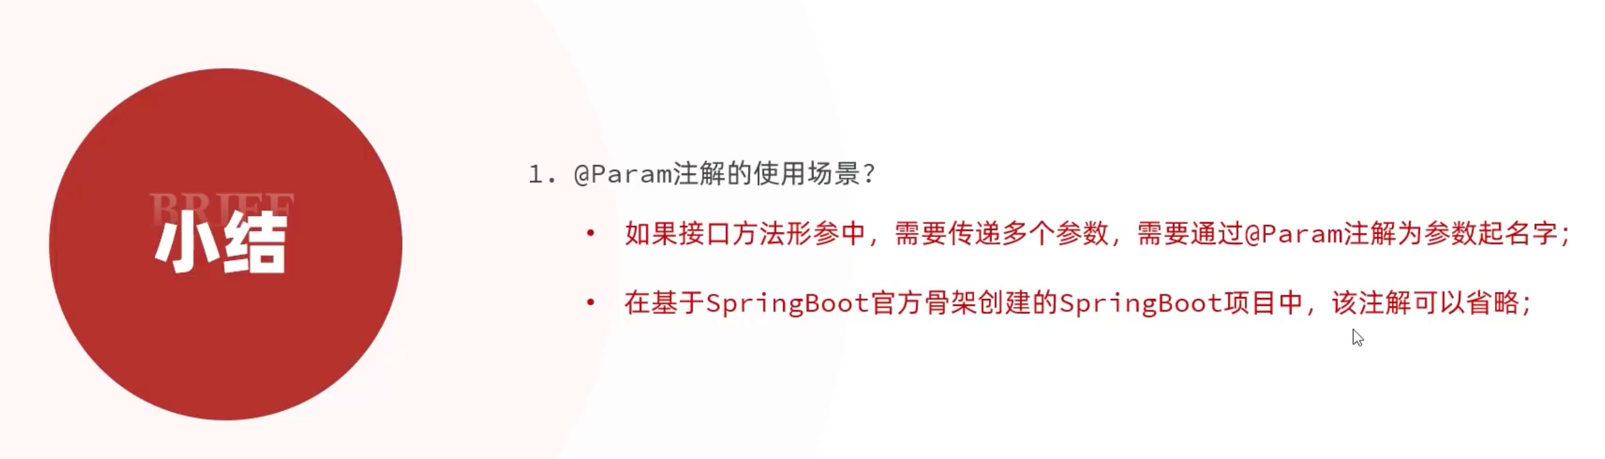 BRIEF
小结
1. @Param注解的使用场景？
• 如果接口方法形参中，需要传递多个参数，需要通过@Param注解为参数起名字；
• 在基于SpringBoot官方骨架创建的SpringBoot项目中，该注解可以省略；